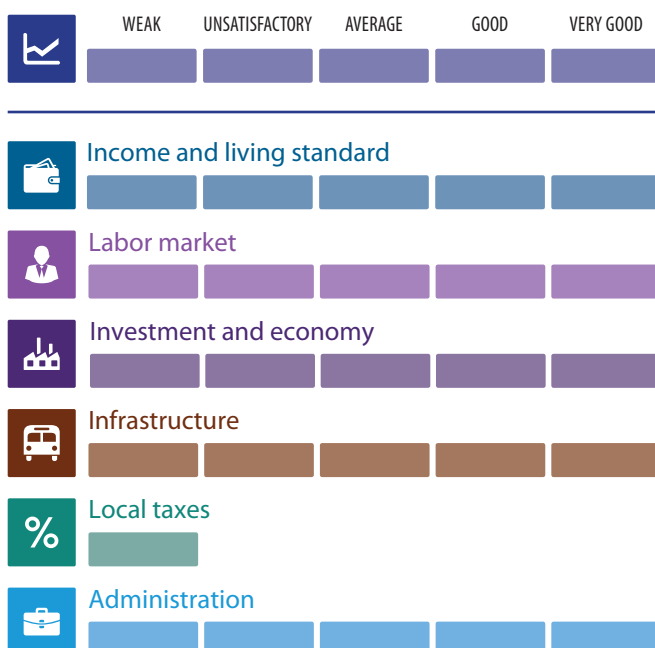 WEAK UNSATISFACTORY AVERAGE GOOD VERY GOOD
Income and living standard
Labor market
Investment and economy
Infrastructure
%
Local taxes
Administration